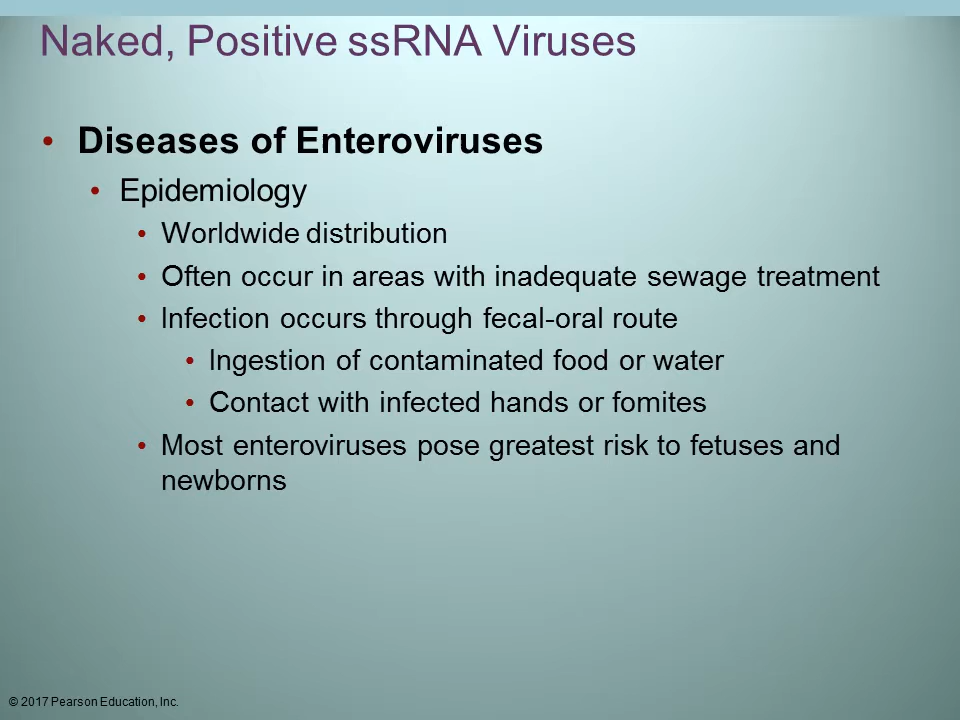 Naked, Positive ssRNA Viruses
• Diseases of Enteroviruses
• Epidemiology
• Worldwide distribution
• Often occur in areas with inadequate sewage treatment
• Infection occurs through fecal-oral route
• Ingestion of contaminated food or water
• Contact with infected hands or fomites
• Most enteroviruses pose greatest risk to fetuses and
newborns
© 2017 Pearson Education, Inc.